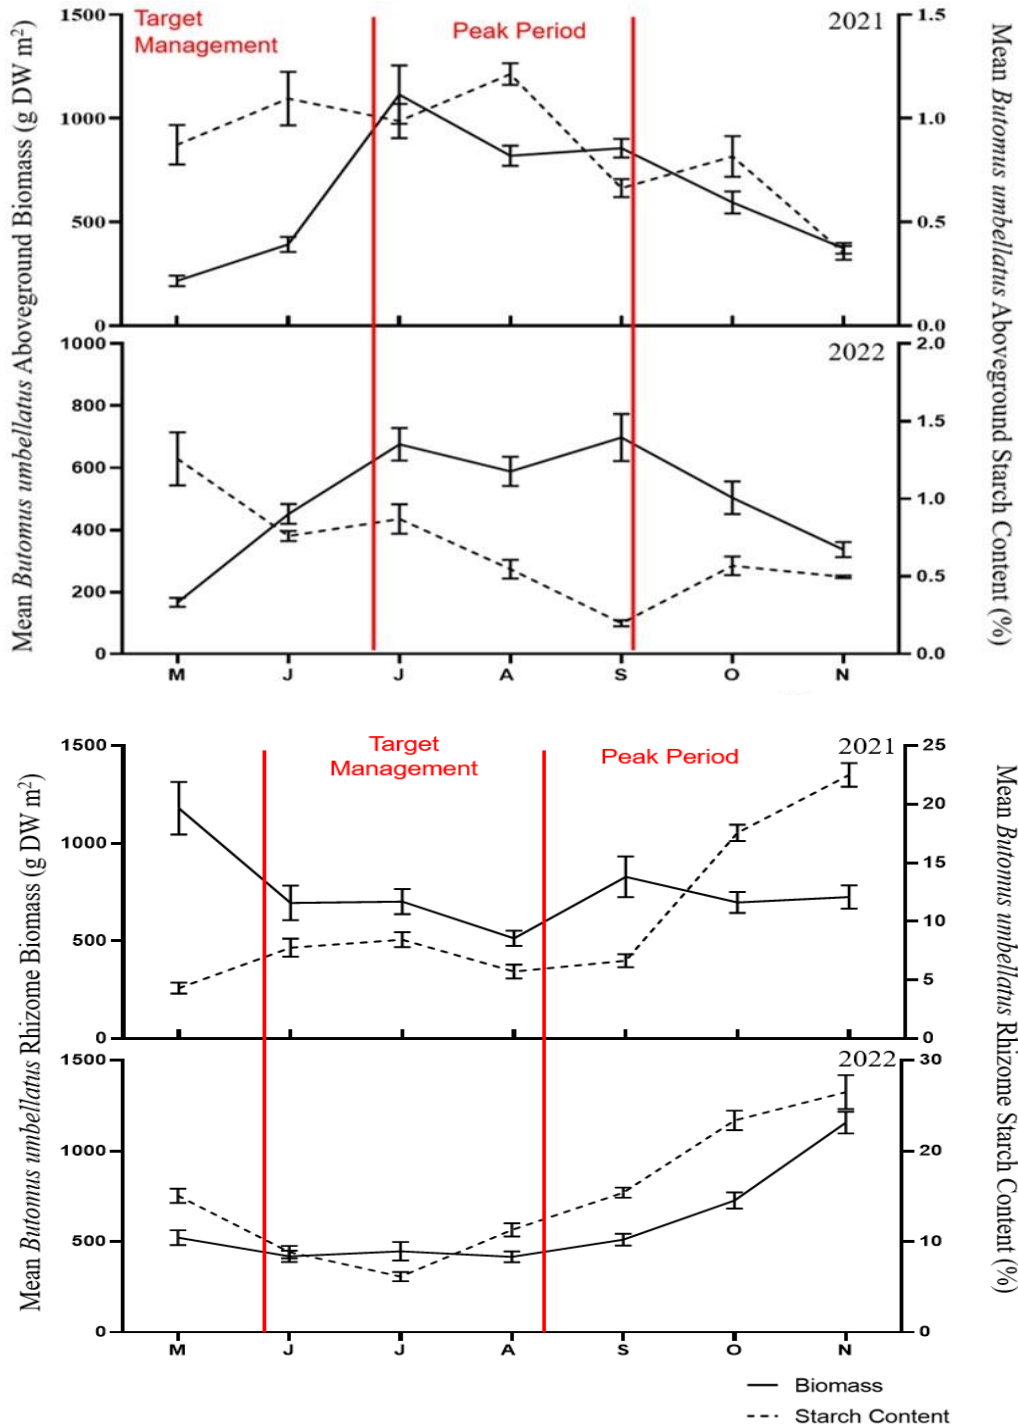 Target
Management
Peak Period
2021
1500
1000
500
0
1.5
1.0
0.5
0.0
Mean Butomus umbellatus Aboveground Biomass (g DW m²)
Mean Butomus umbellatus Aboveground Starch Content (%)
2022
1000
800
600
400
200
0
2.0
1.5
1.0
0.5
0.0
M J J A S O N
Target
Management
Peak Period
2021
1500
1000
500
0
25
20
15
10
5
0
Mean Butomus umbellatus Rhizome Biomass (g DW m²)
Mean Butomus umbellatus Rhizome Starch Content (%)
2022
1500
1000
500
0
30
20
10
0
M J J A S O N
Biomass
Starch Content